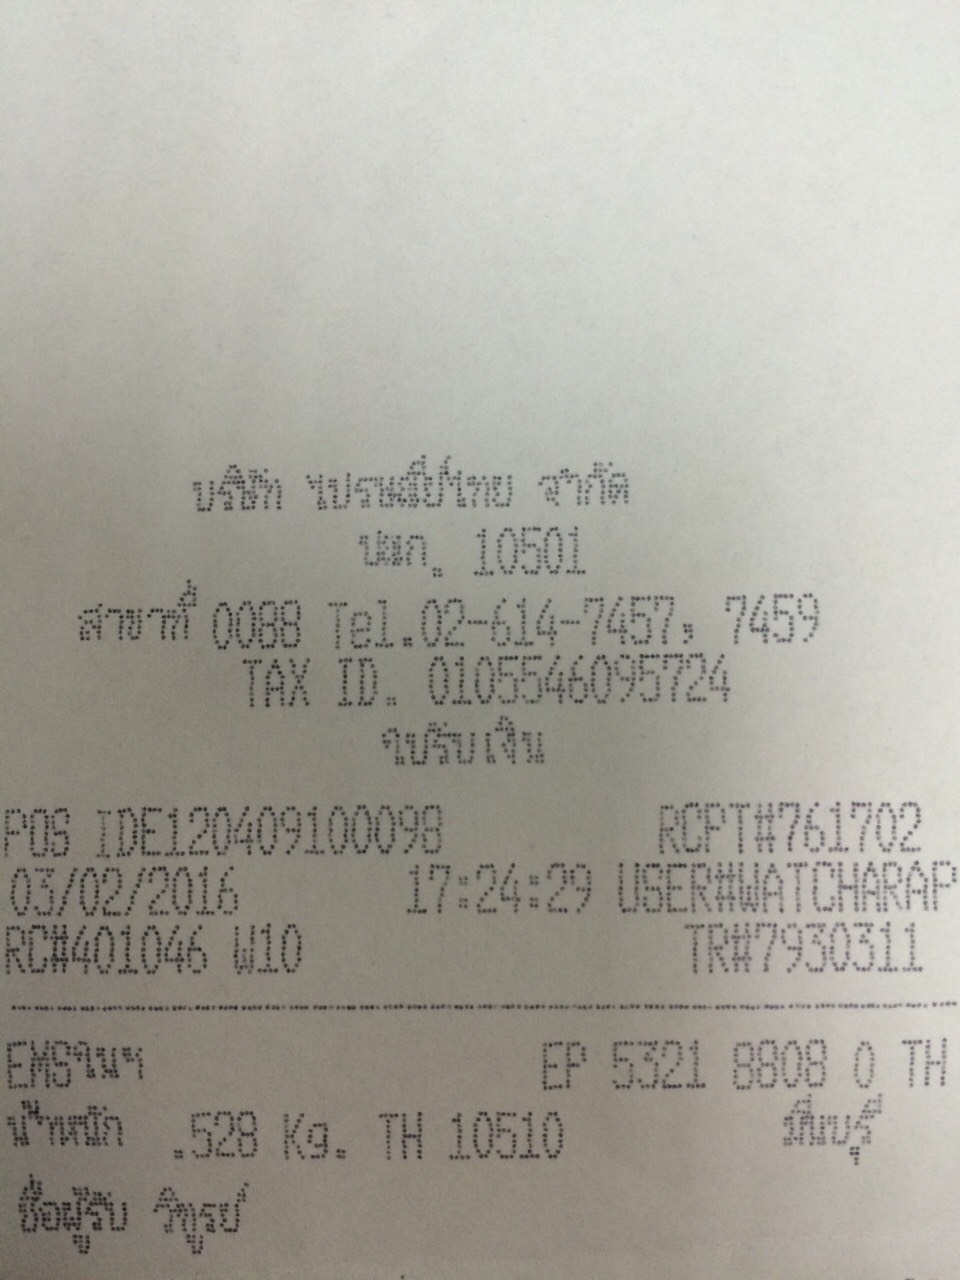 บริษัท ไปรษณีย์ไทย จำกัด
ปณก. 10501
สาขาที่ 0088 Tel.02-614-7457, 7459
TAX ID. 0105546095724
ใบรับเงิน
POS IDE120409100098 RCPT#761702
03/02/2016 17:24:29 USER#WATCHARAP
RC#401046 W10 TR#7930311
EMSในฯ EP 5321 8808 0 TH
น้ำหนัก .528 Kg. TH 10510 มีนบุรี
ชื่อผู้รับ วิฑูรย์